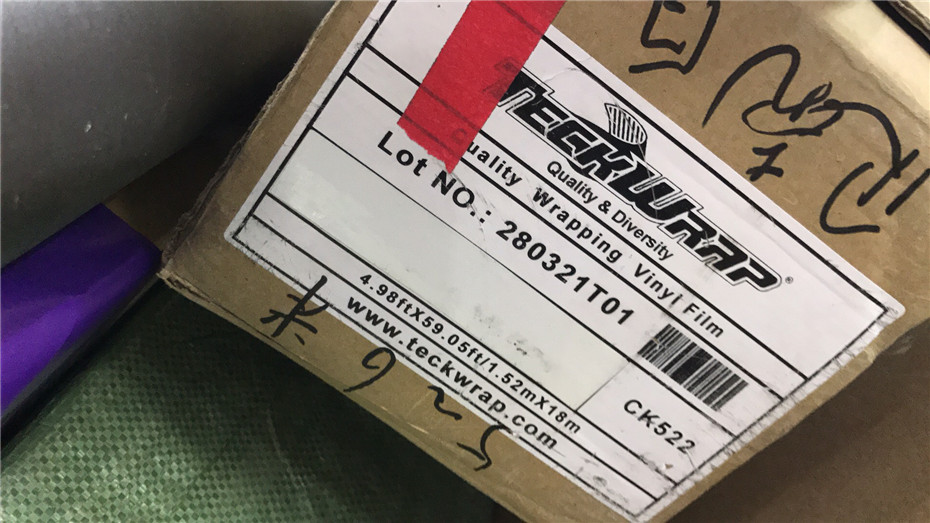 TECKWRAP®
Quality & Diversity
Quality Wrapping Vinyl Film
Lot NO.: 280321T01
CK522
4.98ftX59.05ft/1.52mX18m
www.teckwrap.com